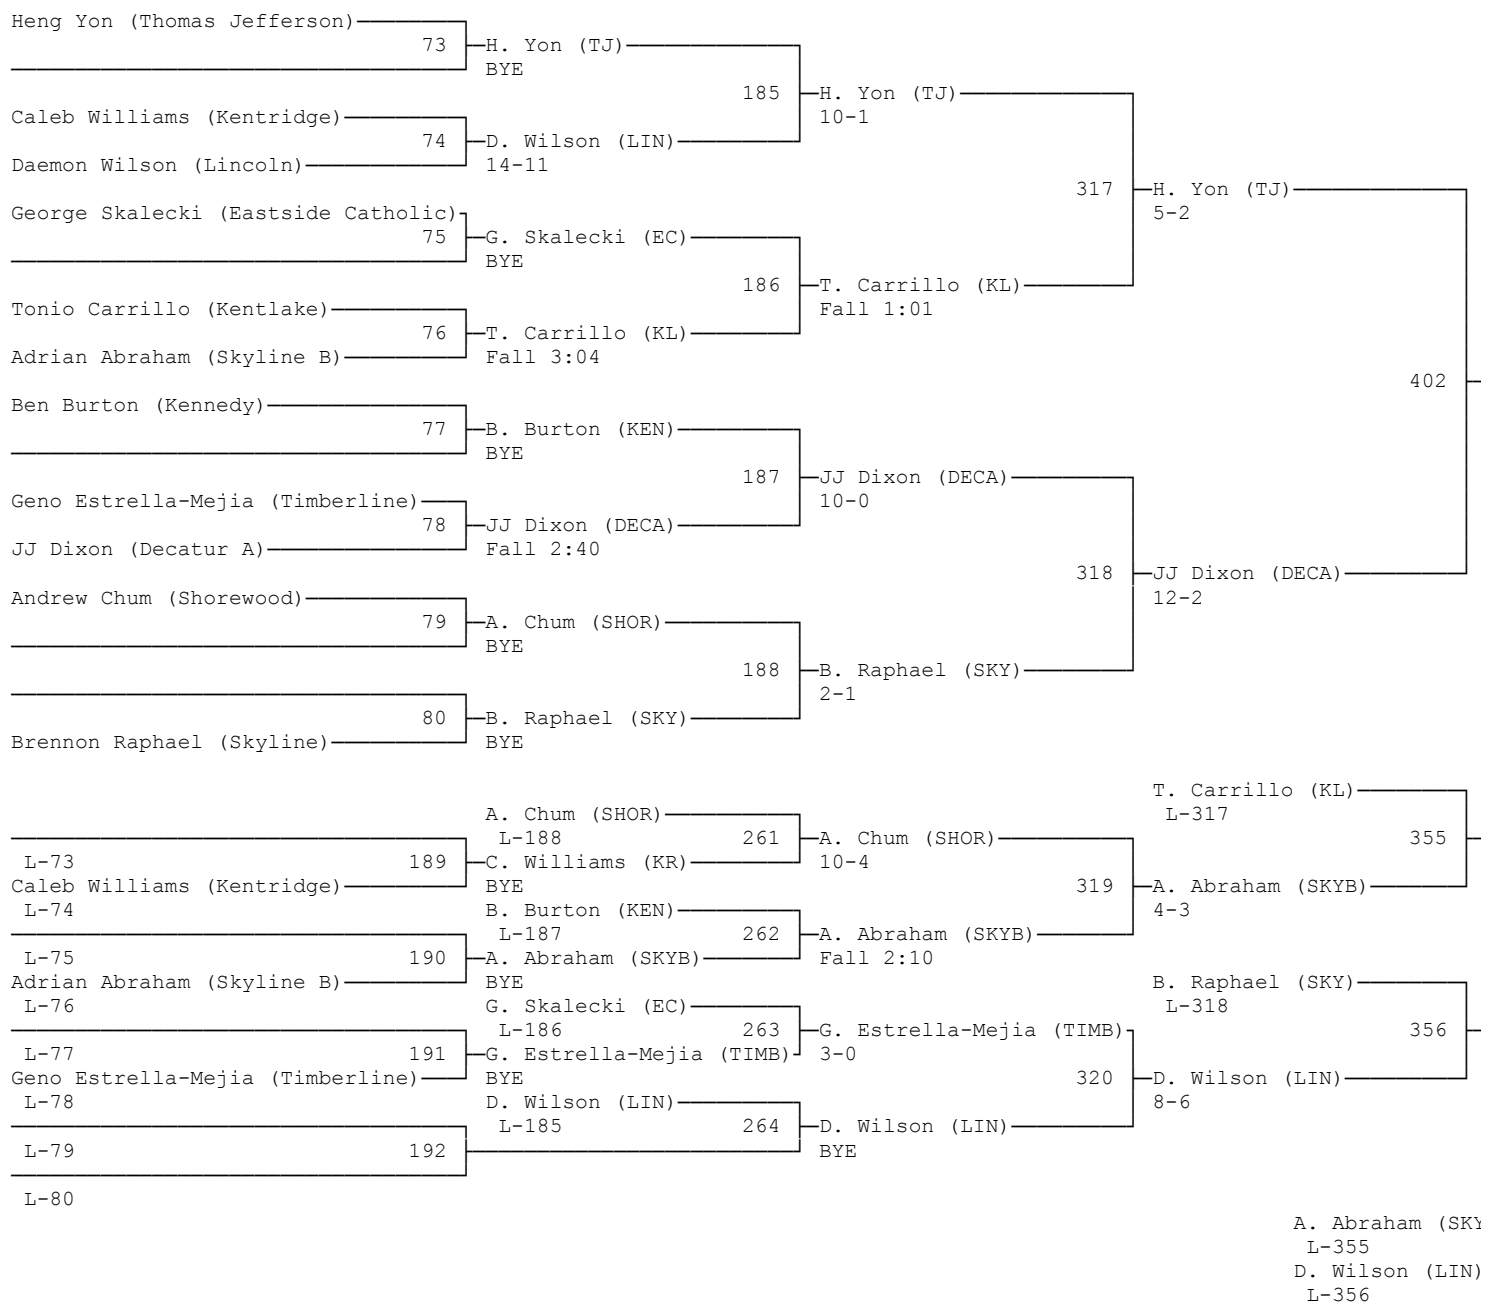 Heng Yon (Thomas Jefferson)
73 H. Yon (TJ)
BYE
185 H. Yon (TJ)
Caleb Williams (Kentridge) 10-1
74 D. Wilson (LIN)
Daemon Wilson (Lincoln) 14-11
317 H. Yon (TJ)
George Skalecki (Eastside Catholic) 5-2
75 G. Skalecki (EC)
BYE
186 T. Carrillo (KL)
Tonio Carrillo (Kentlake) Fall 1:01
76 T. Carrillo (KL)
Adrian Abraham (Skyline B) Fall 3:04
402
Ben Burton (Kennedy)
77 B. Burton (KEN)
BYE
187 JJ Dixon (DECA)
Geno Estrella-Mejia (Timberline) 10-0
78 JJ Dixon (DECA)
JJ Dixon (Decatur A) Fall 2:40
318 JJ Dixon (DECA)
Andrew Chum (Shorewood) 12-2
79 A. Chum (SHOR)
BYE
188 B. Raphael (SKY)
2-1
80 B. Raphael (SKY)
Brennon Raphael (Skyline) BYE
T. Carrillo (KL)
A. Chum (SHOR) L-317
L-188 261 A. Chum (SHOR) 355
L-73 189 C. Williams (KR) 10-4
Caleb Williams (Kentridge) BYE 319 A. Abraham (SKYB)
L-74 B. Burton (KEN) 4-3
L-187 262 A. Abraham (SKYB)
L-75 190 A. Abraham (SKYB) Fall 2:10
Adrian Abraham (Skyline B) BYE B. Raphael (SKY)
L-76 G. Skalecki (EC) L-318
L-186 263 G. Estrella-Mejia (TIMB) 356
L-77 191 G. Estrella-Mejia (TIMB) 3-0
Geno Estrella-Mejia (Timberline) BYE 320 D. Wilson (LIN)
L-78 D. Wilson (LIN) 8-6
L-185 264 D. Wilson (LIN)
L-79 192 BYE
L-80
A. Abraham (SKY
L-355
D. Wilson (LIN)
L-356